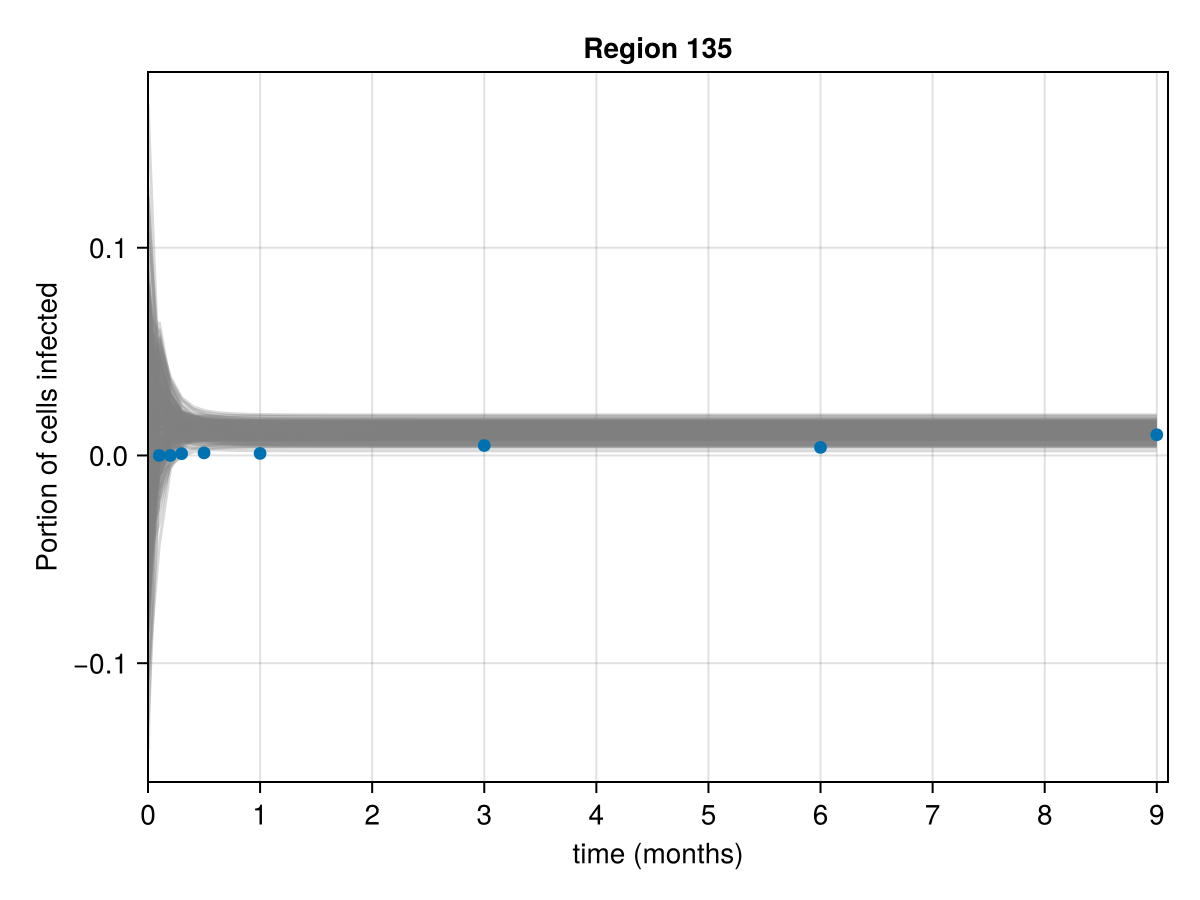 Region 135
Portion of cells infected
0.1
0.0
−0.1
0 1 2 3 4 5 6 7 8 9
time (months)